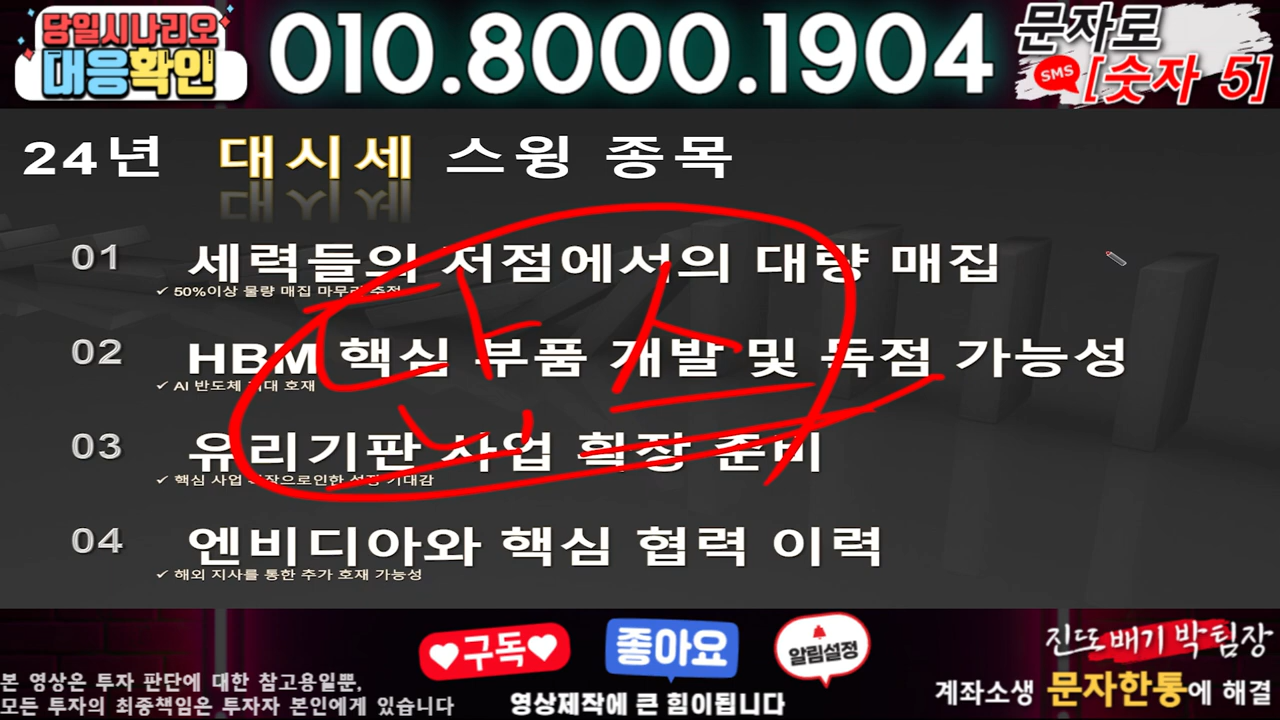 당일시나리오
대응확인
010.8000.1904
문자로
SMS [숫자 5]
24년 대시세 스윙 종목
01 세력들의 저점에서의 대량 매집
✓ 50%이상 물량 매집 마무리 추정
02 HBM 핵심 부품 개발 및 독점 가능성
✓ AI 반도체 기대 호재
03 유리기판 사업 확장 준비
✓ 핵심 사업 확장으로인한 성장 기대감
04 엔비디아와 핵심 협력 이력
✓ 해외 지사를 통한 추가 호재 가능성
단스
본 영상은 투자 판단에 대한 참고용일뿐,
모든 투자의 최종책임은 투자자 본인에게 있습니다
구독
좋아요
알림설정
영상제작에 큰 힘이됩니다
진또배기 박팀장
계좌소생 문자한통에 해결